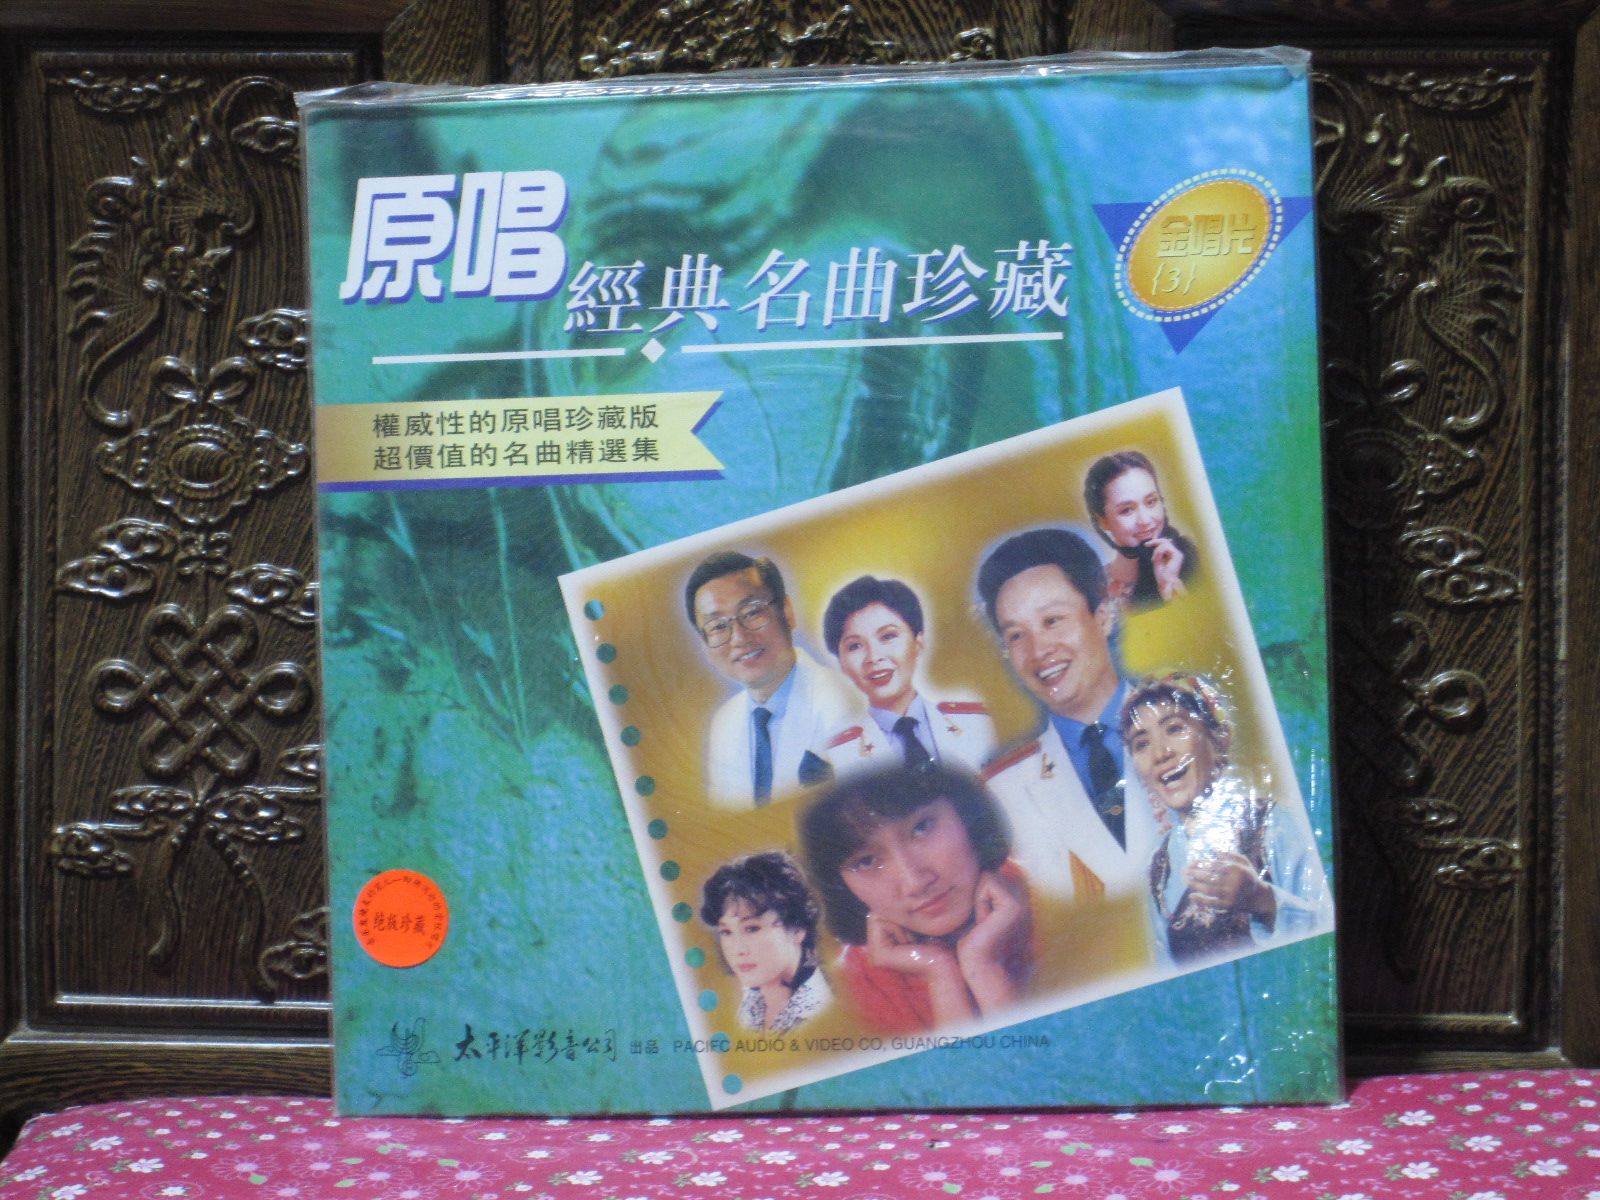 原唱
經典名曲珍藏
金唱片
{3}
權威性的原唱珍藏版
超價值的名曲精選集
绝版珍藏
太平洋影音公司 出品 PACIFC AUDIO & VIDEO CO, GUANGZHOU CHINA